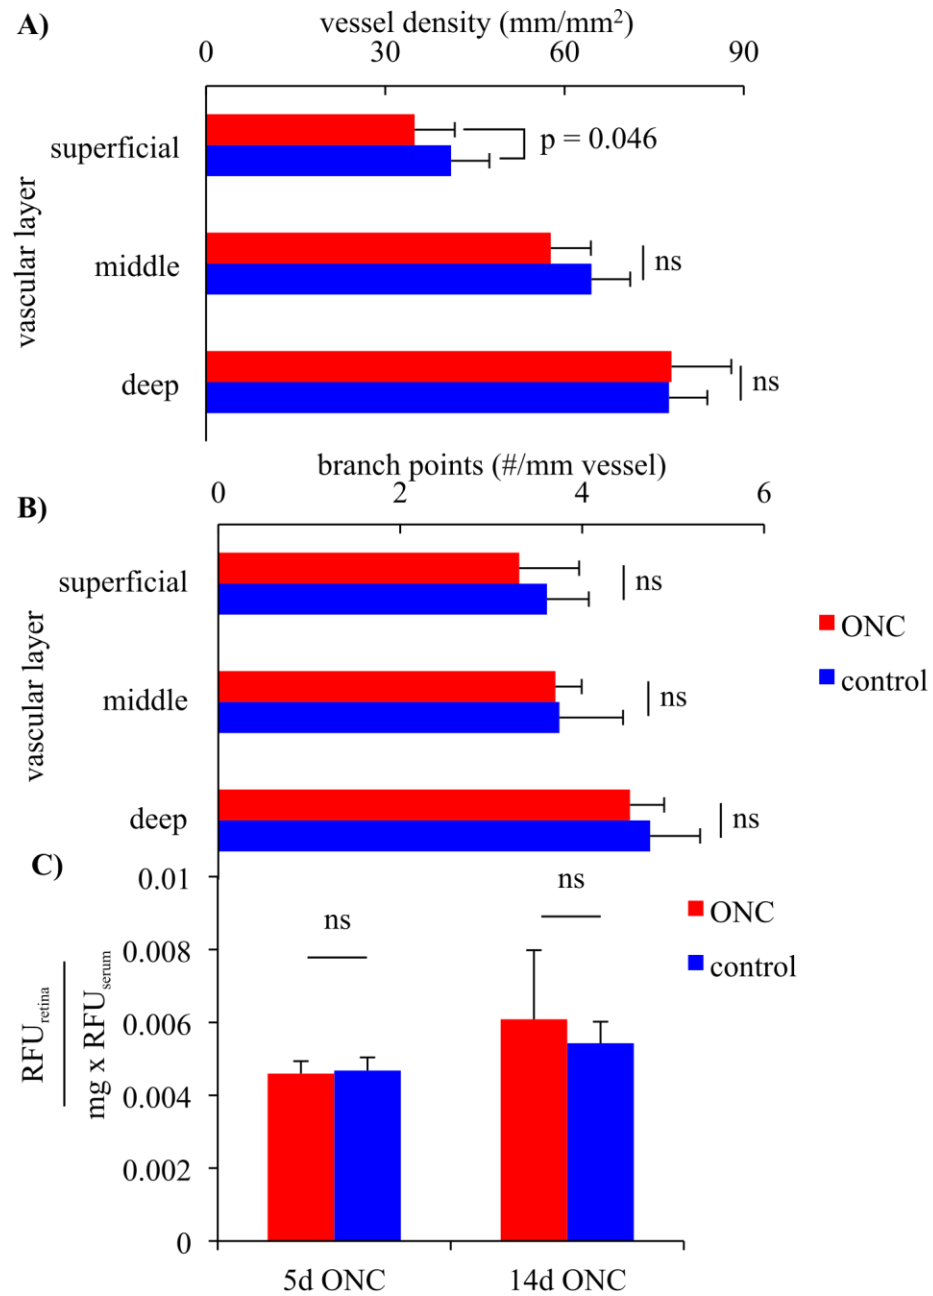 A)
vessel density (mm/mm²)
0 30 60 90
vascular layer
superficial
p = 0.046
middle
ns
deep
ns
B)
branch points (#/mm vessel)
0 2 4 6
vascular layer
superficial
ns
middle
ns
deep
ns
ONC
control
C)
RFUretina
mg x RFUserum
0.01
0.008
0.006
0.004
0.002
0
ns
ns
ONC
control
5d ONC 14d ONC